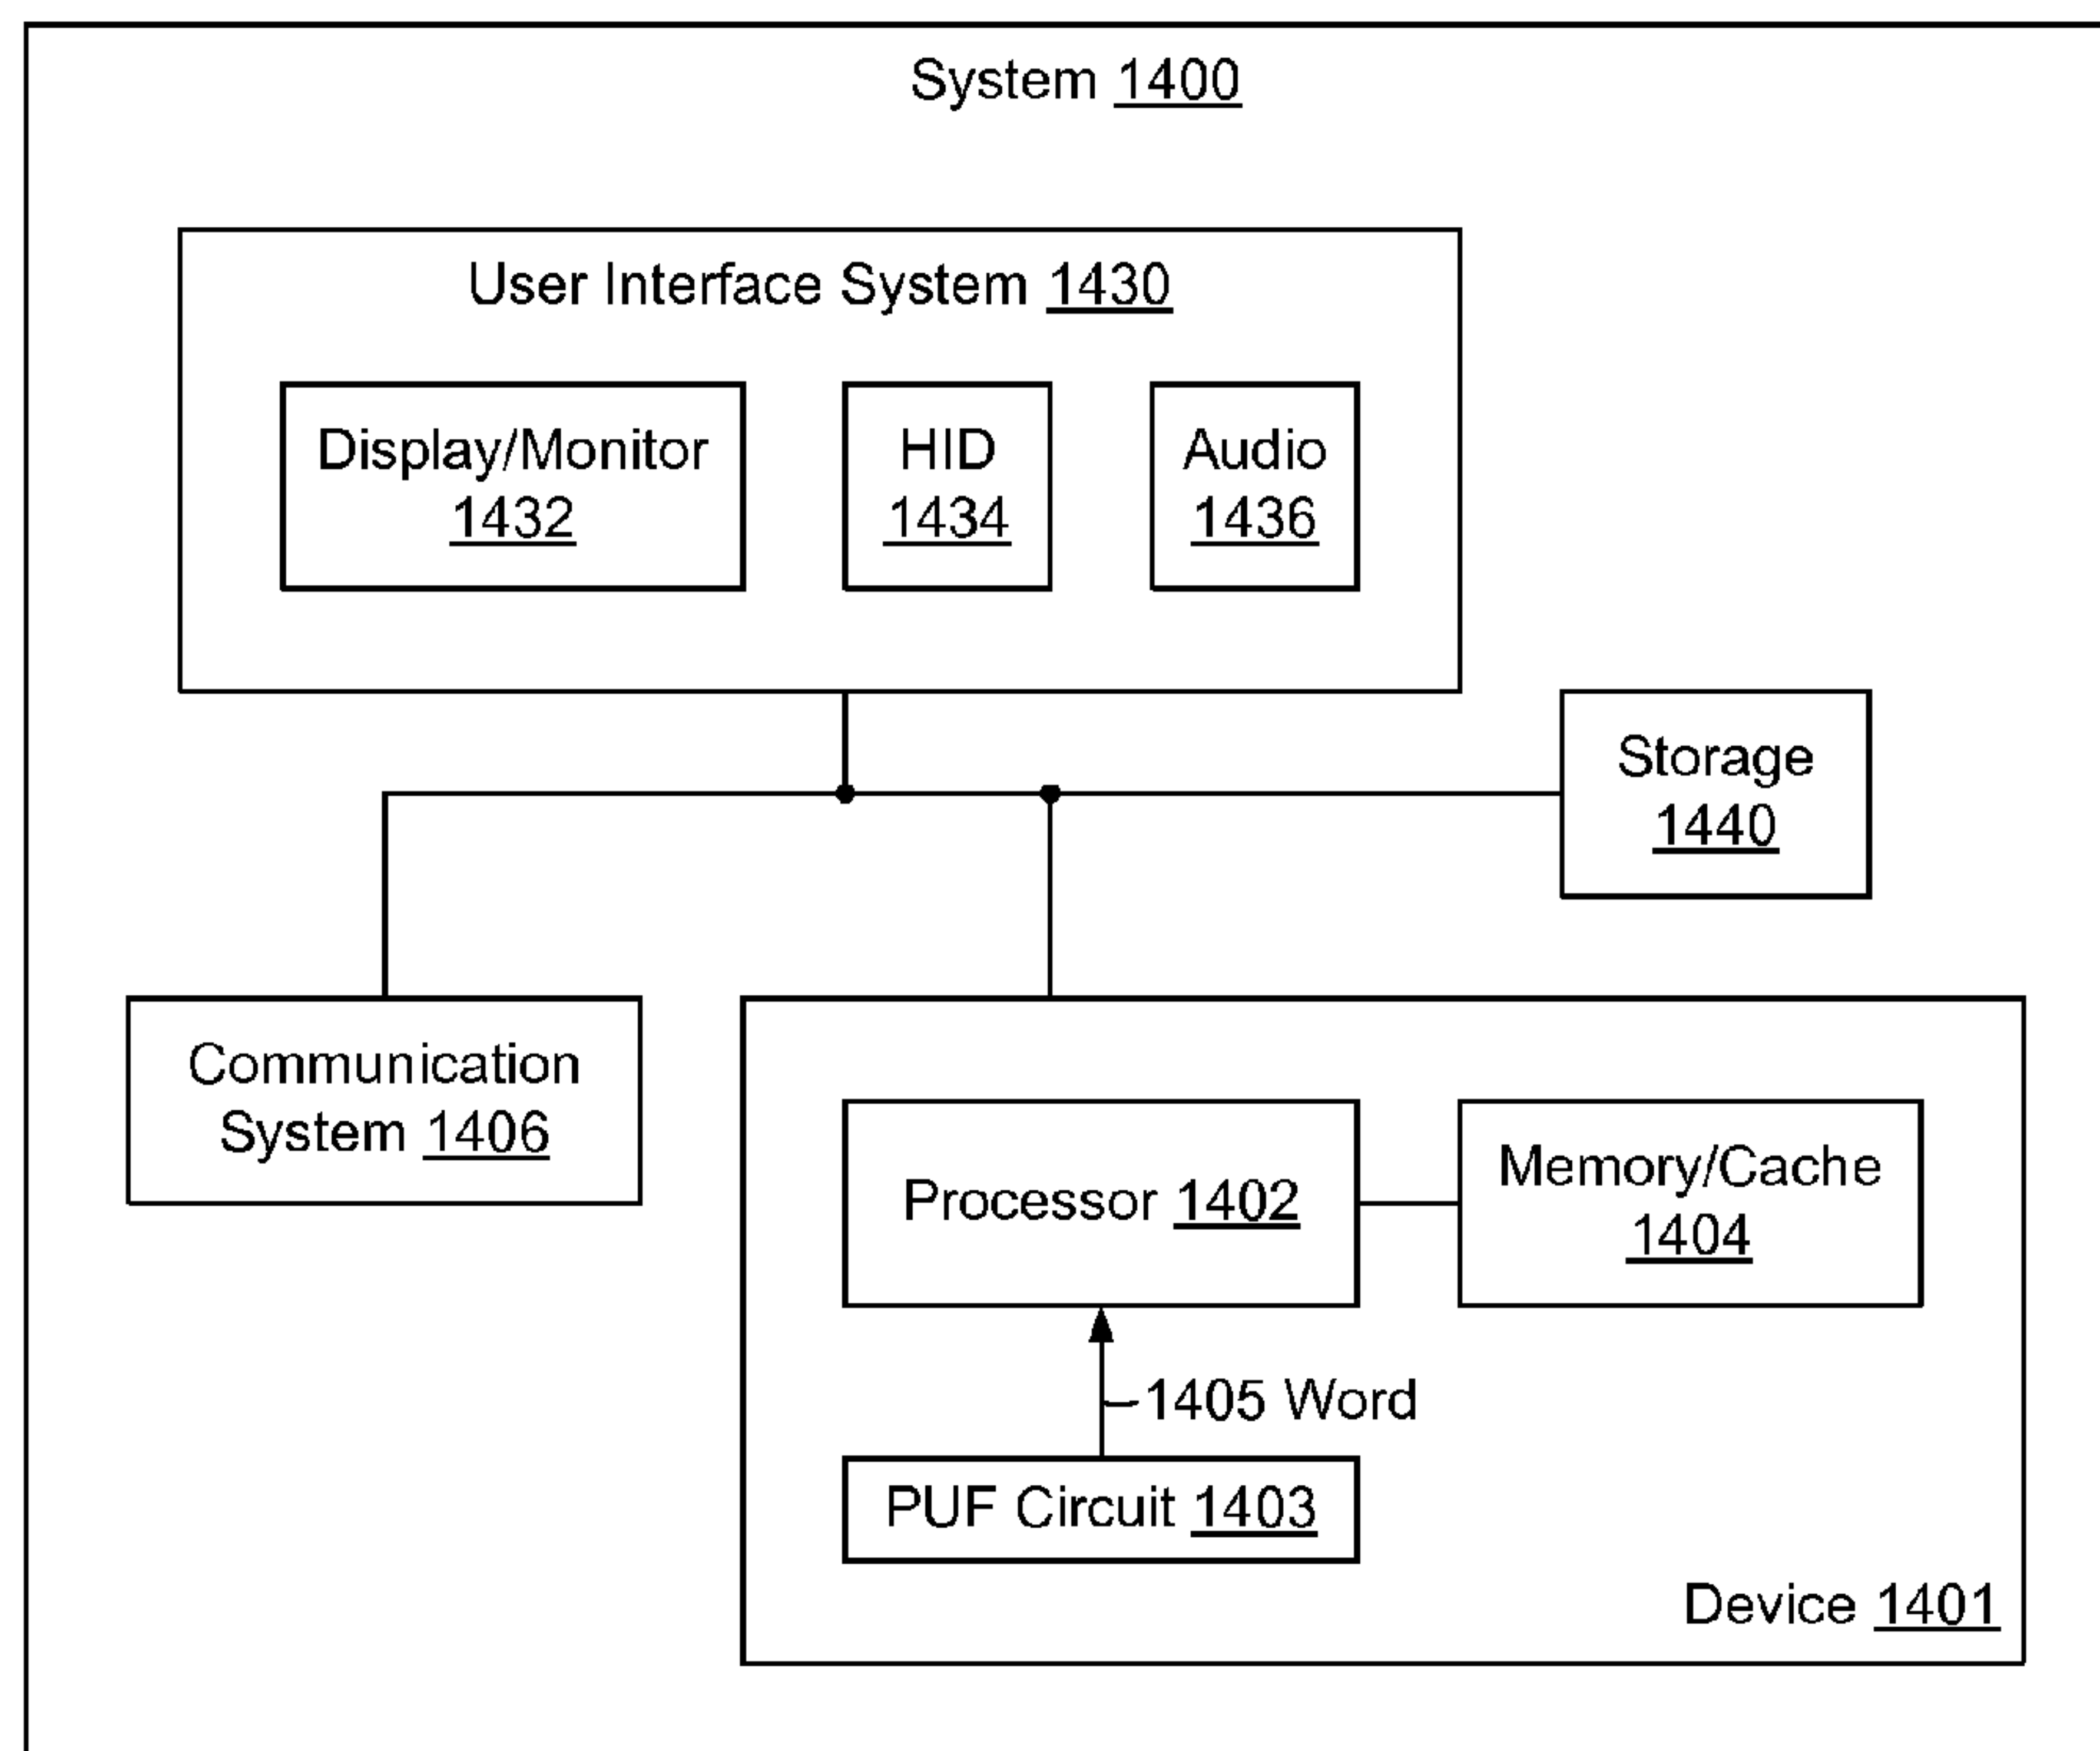 System 1400
User Interface System 1430
Display/Monitor
1432
HID
1434
Audio
1436
Storage
1440
Communication
System 1406
Processor 1402
Memory/Cache
1404
1405 Word
PUF Circuit 1403
Device 1401